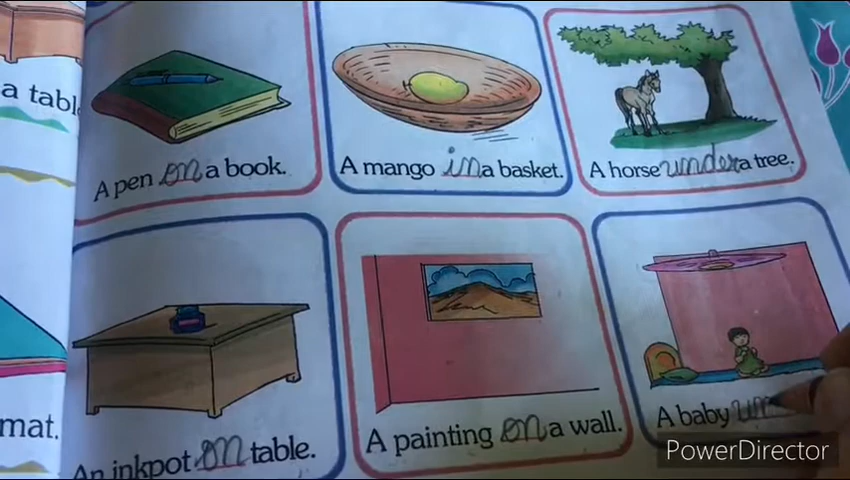 a tabl
A pen on a book.
A mango in a basket.
A horse under a tree.
mat.
An inkpot on table.
A painting on a wall.
A baby un
PowerDirector